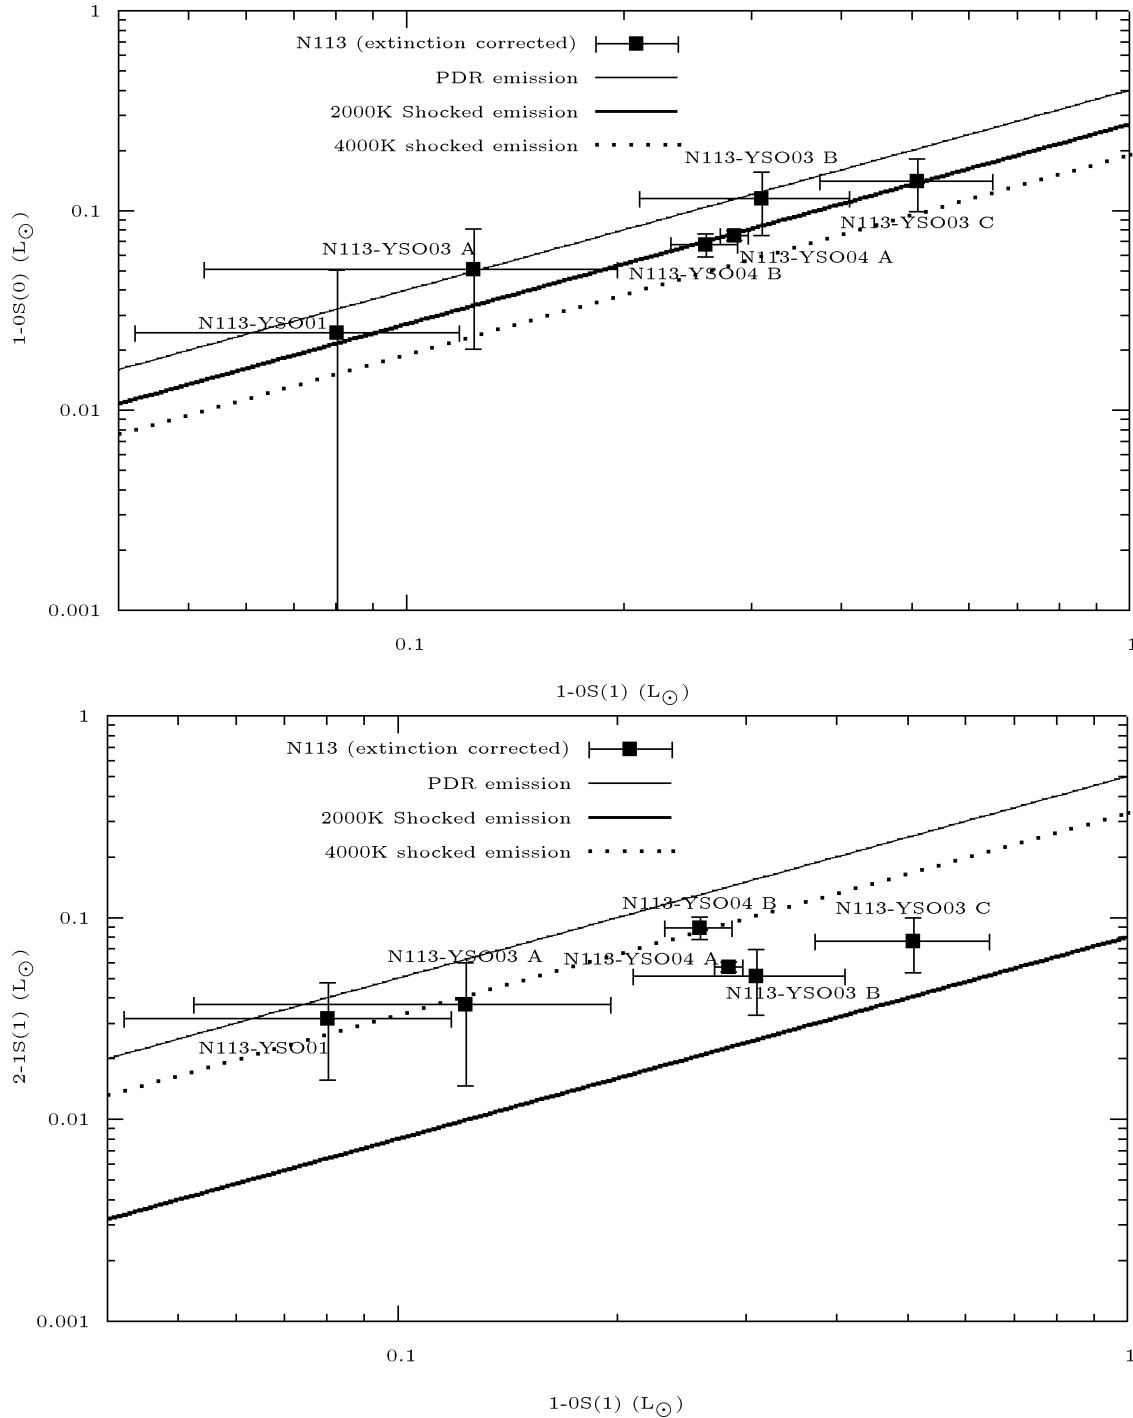 1
N113 (extinction corrected)
PDR emission
2000K Shocked emission
4000K shocked emission
N113-YSO03 B
0.1
N113-YSO03 C
N113-YSO03 A
N113-YSO04 A
N113-YSO04 B
1-0S(0) (L⊙)
N113-YSO01
0.01
0.001
0.1
1
1-0S(1) (L⊙)
1
N113 (extinction corrected)
PDR emission
2000K Shocked emission
4000K shocked emission
N113-YSO04 B
N113-YSO03 C
0.1
N113-YSO03 A
N113-YSO04 A
N113-YSO03 B
2-1S(1) (L⊙)
N113-YSO01
0.01
0.001
0.1
1
1-0S(1) (L⊙)